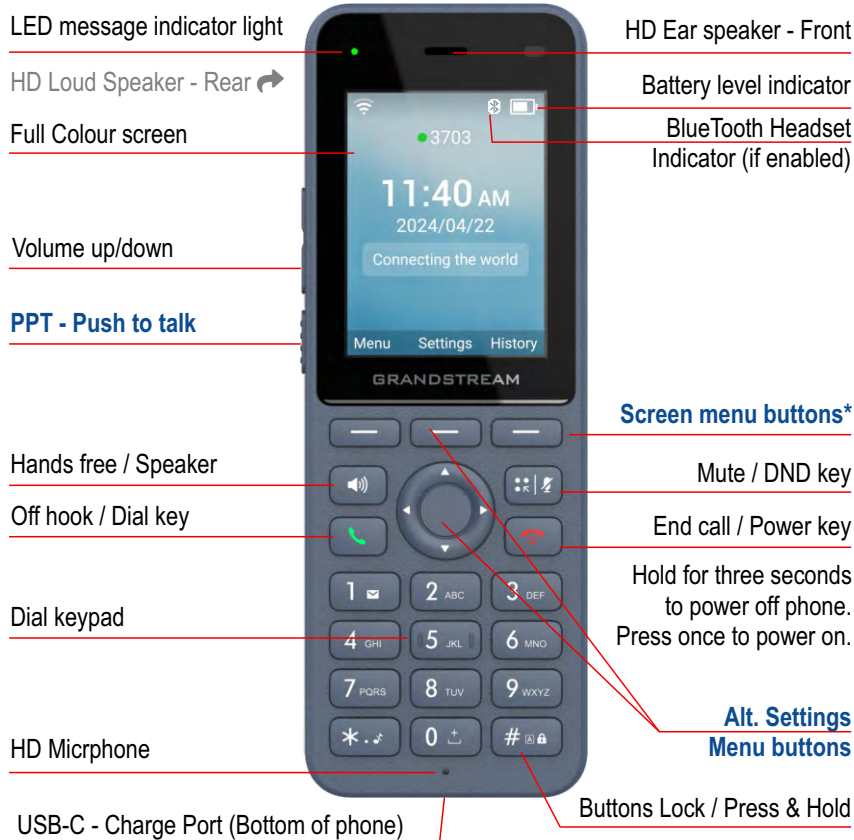 LED message indicator light
HD Ear speaker - Front
HD Loud Speaker - Rear
Battery level indicator
Full Colour screen
BlueTooth Headset
Indicator (if enabled)
3703
11:40 AM
2024/04/22
Connecting the world
Volume up/down
PPT - Push to talk
Menu Settings History
GRANDSTREAM
Screen menu buttons*
Hands free / Speaker
Mute / DND key
Off hook / Dial key
End call / Power key
Hold for three seconds
to power off phone.
Press once to power on.
Dial keypad
1 2 ABC 3 DEF
4 GHI 5 JKL 6 MNO
7 PQRS 8 TUV 9 WXYZ
* . 0 # A
Alt. Settings
Menu buttons
HD Micrphone
Buttons Lock / Press & Hold
USB-C - Charge Port (Bottom of phone)